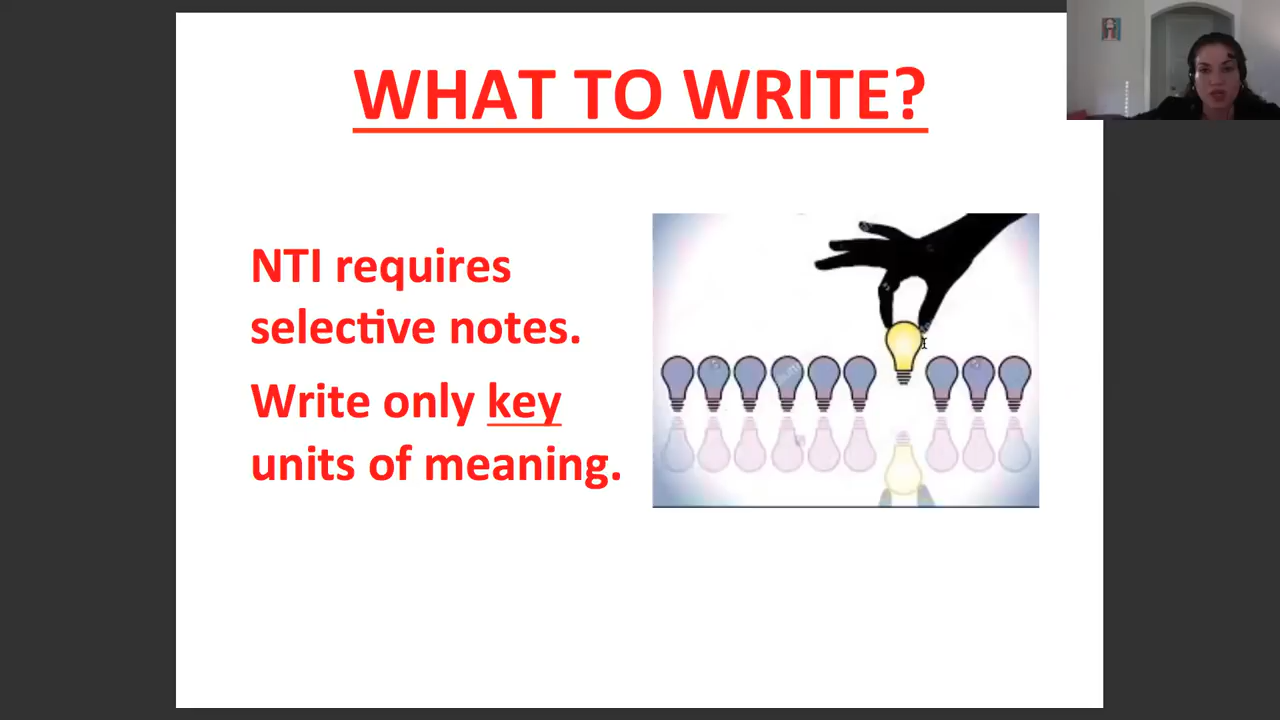 WHAT TO WRITE?
NTI requires
selective notes.
Write only key
units of meaning.